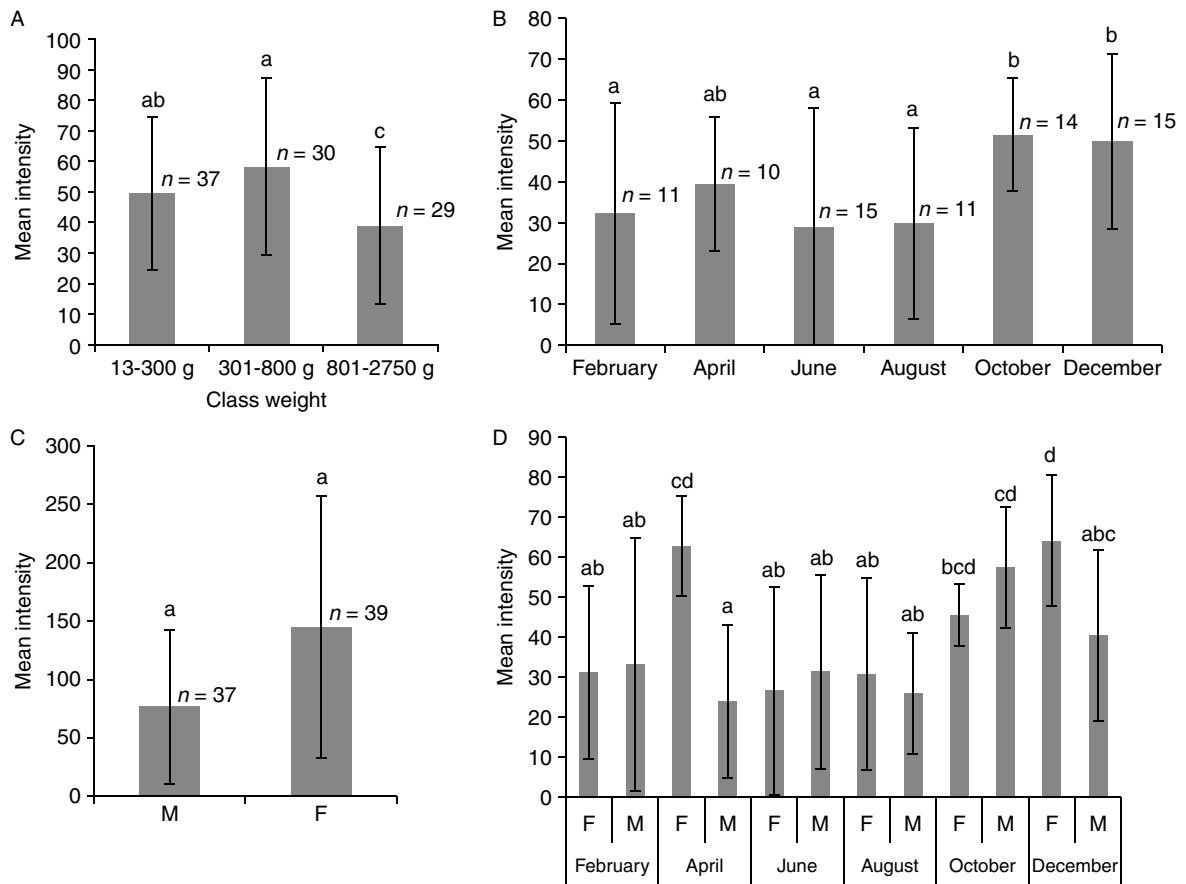 A
Mean intensity
100
90
80
70
60
50
40
30
20
10
0
ab
a
c
n = 37
n = 30
n = 29
13-300 g 301-800 g 801-2750 g
Class weight
B
Mean intensity
80
70
60
50
40
30
20
10
0
a
ab
a
a
b
b
n = 11
n = 10
n = 15
n = 11
n = 14
n = 15
February April June August October December
C
Mean intensity
300
250
200
150
100
50
0
a
a
n = 37
n = 39
M F
D
Mean intensity
90
80
70
60
50
40
30
20
10
0
ab
ab
cd
a
ab
ab
ab
ab
bcd
cd
d
abc
F M F M F M F M F M F M
February April June August October December